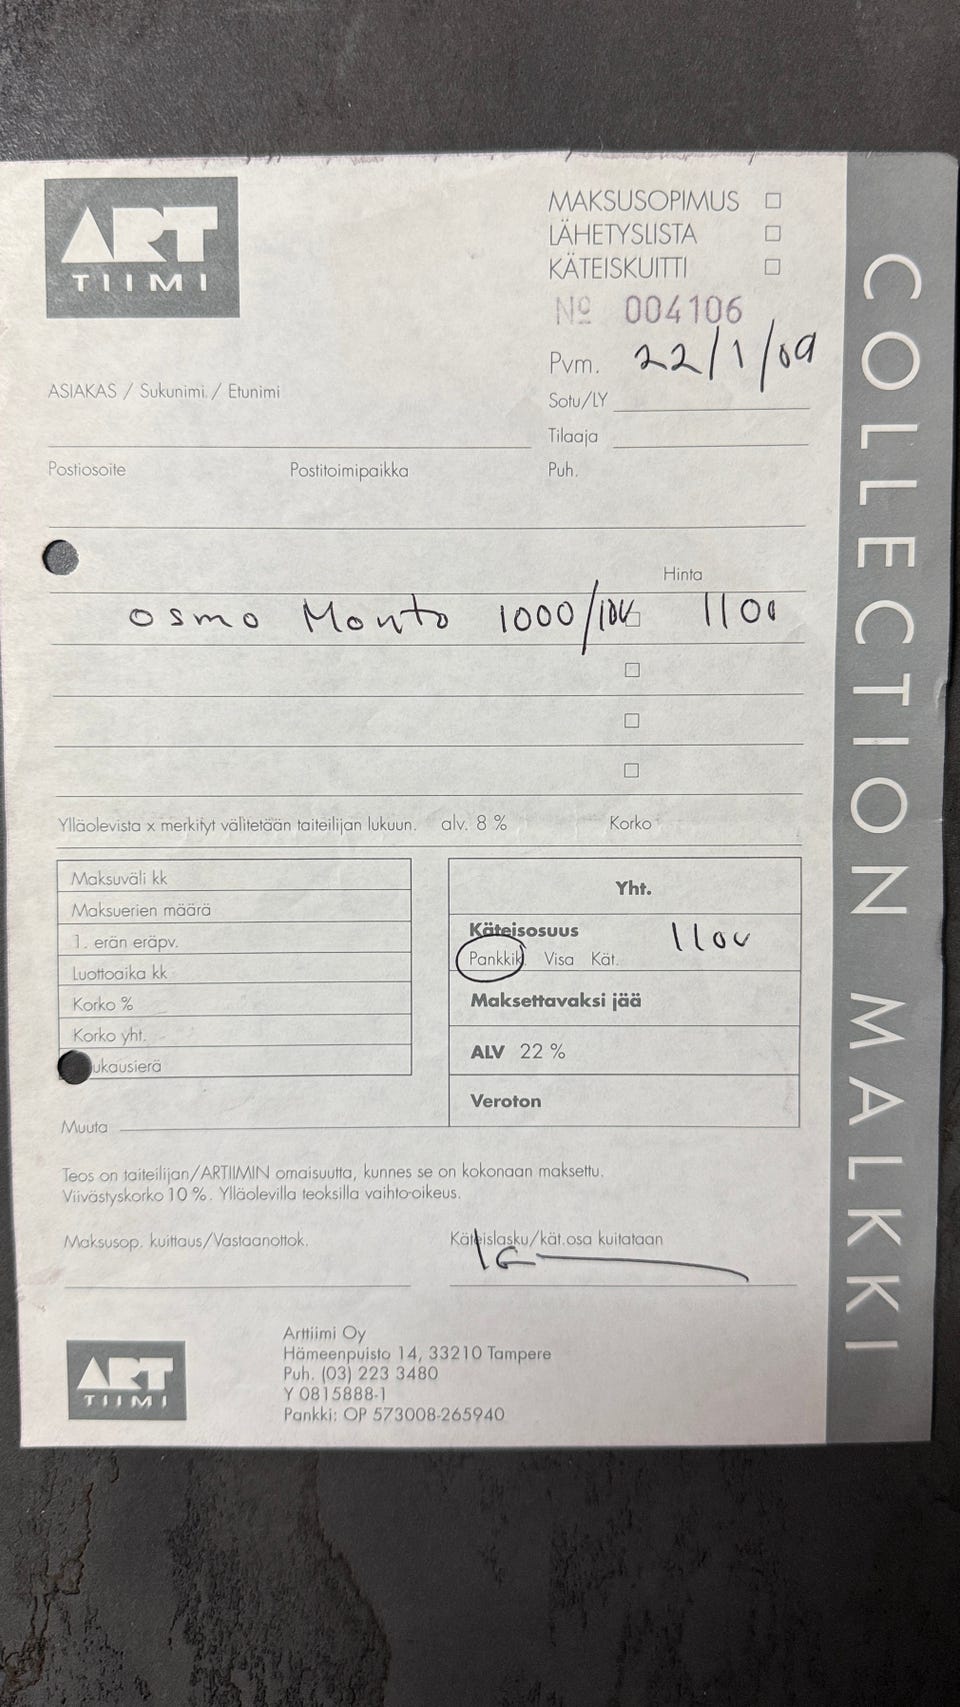 ART
TIIMI
MAKSUSOPIMUS ☐
LÄHETYSLISTA ☐
KÄTEISKUITTI ☐
Nº 004106
Pvm. 22/1/09
ASIAKAS / Sukunimi / Etunimi
Sotu/LY
Tilaaja
Postiosoite Postitoimipaikka Puh.
Hinta
Osmo Monto 1000/100 ☐ 1100
☐
☐
☐
Ylläolevista x merkityt välitetään taiteilijan lukuun. alv. 8 % Korko
Maksuväli kk
Maksuerien määrä
1. erän eräpv.
Luottoaika kk
Korko %
Korko yht.
ukausierä
Yht.
Käteisosuus 1100
Pankkik. Visa Kät.
Maksettavaksi jää
ALV 22 %
Veroton
Muuta
Teos on taiteilijan/ARTIIMIN omaisuutta, kunnes se on kokonaan maksettu.
Viivästyskorko 10 %. Ylläolevilla teoksilla vaihto-oikeus.
Maksusop. kuittaus/Vastaanottok.
Käteislasku/kät.osa kuitataan
ART
TIIMI
Arttiimi Oy
Hämeenpuisto 14, 33210 Tampere
Puh. (03) 223 3480
Y 0815888-1
Pankki: OP 573008-265940
COLLECTION MALKKI